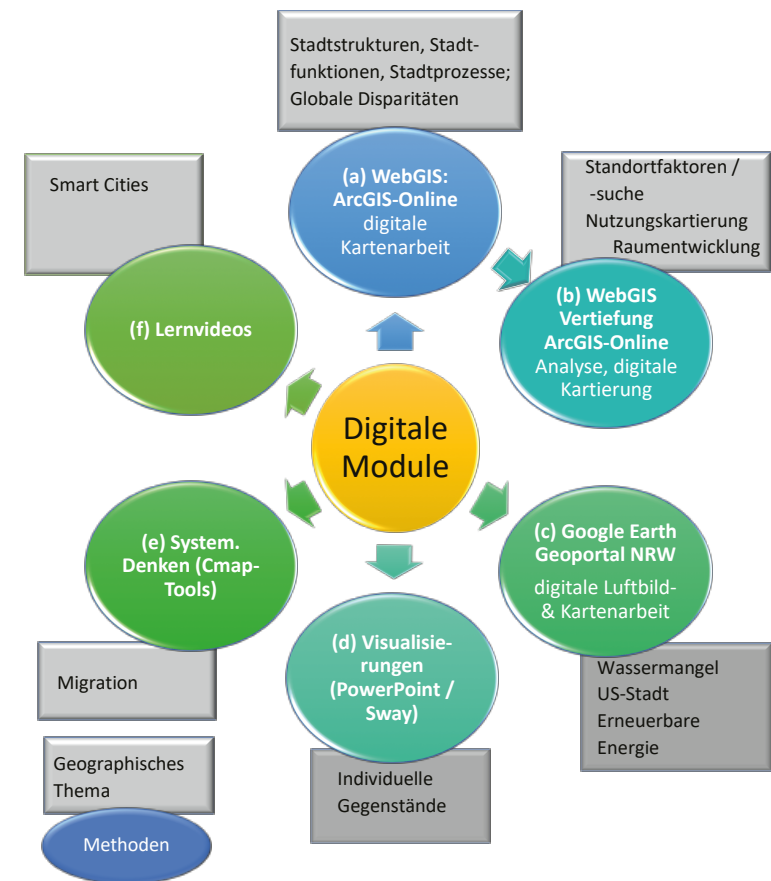 Stadtstrukturen, Stadt-
funktionen, Stadtprozesse;
Globale Disparitäten
(a) WebGIS:
ArcGIS-Online
digitale
Kartenarbeit
Standortfaktoren /
-suche
Nutzungskartierung
Raumentwicklung
(b) WebGIS
Vertiefung
ArcGIS-Online
Analyse, digitale
Kartierung
Smart Cities
(f) Lernvideos
Digitale
Module
(c) Google Earth
Geoportal NRW
digitale Luftbild-
& Kartenarbeit
Wassermangel
US-Stadt
Erneuerbare
Energie
(e) System.
Denken (Cmap-
Tools)
Migration
(d) Visualisie-
rungen
(PowerPoint /
Sway)
Individuelle
Gegenstände
Geographisches
Thema
Methoden